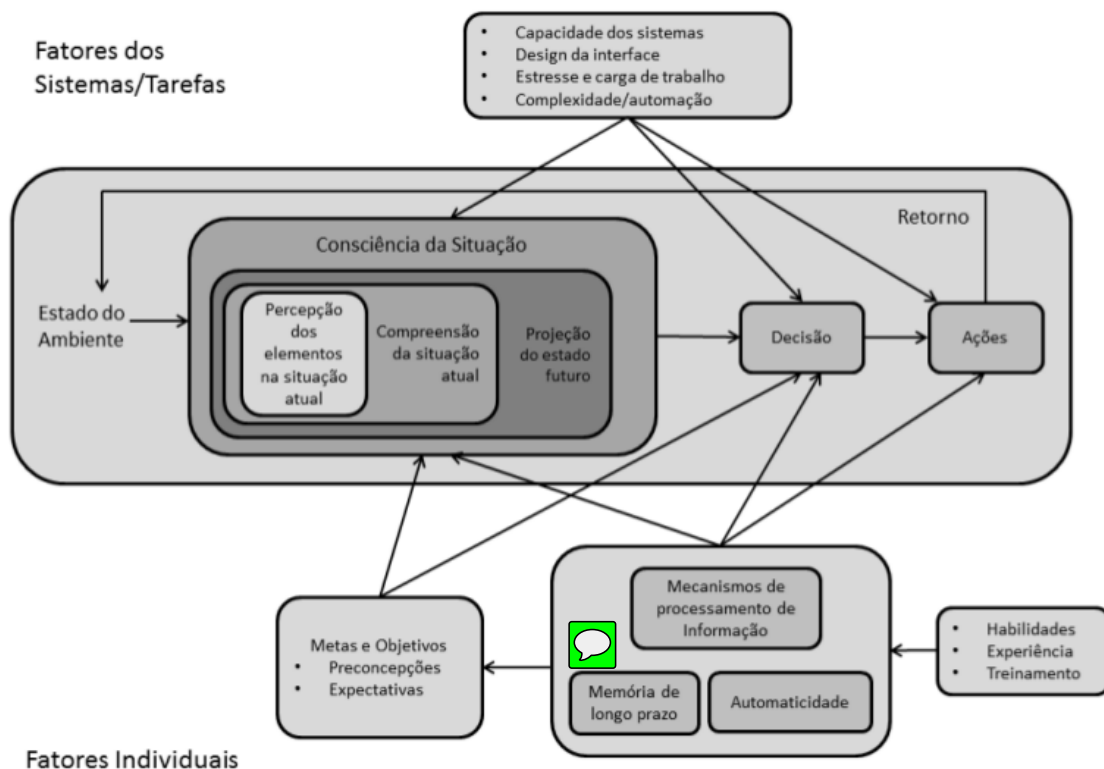 Fatores dos
Sistemas/Tarefas
• Capacidade dos sistemas
• Design da interface
• Estresse e carga de trabalho
• Complexidade/automação
Retorno
Consciência da Situação
Estado do
Ambiente
Percepção
dos
elementos
na situação
atual
Compreensão
da situação
atual
Projeção
do estado
futuro
Decisão
Ações
Metas e Objetivos
• Preconcepções
• Expectativas
Mecanismos de
processamento de
Informação
Memória de
longo prazo
Automaticidade
• Habilidades
• Experiência
• Treinamento
Fatores Individuais